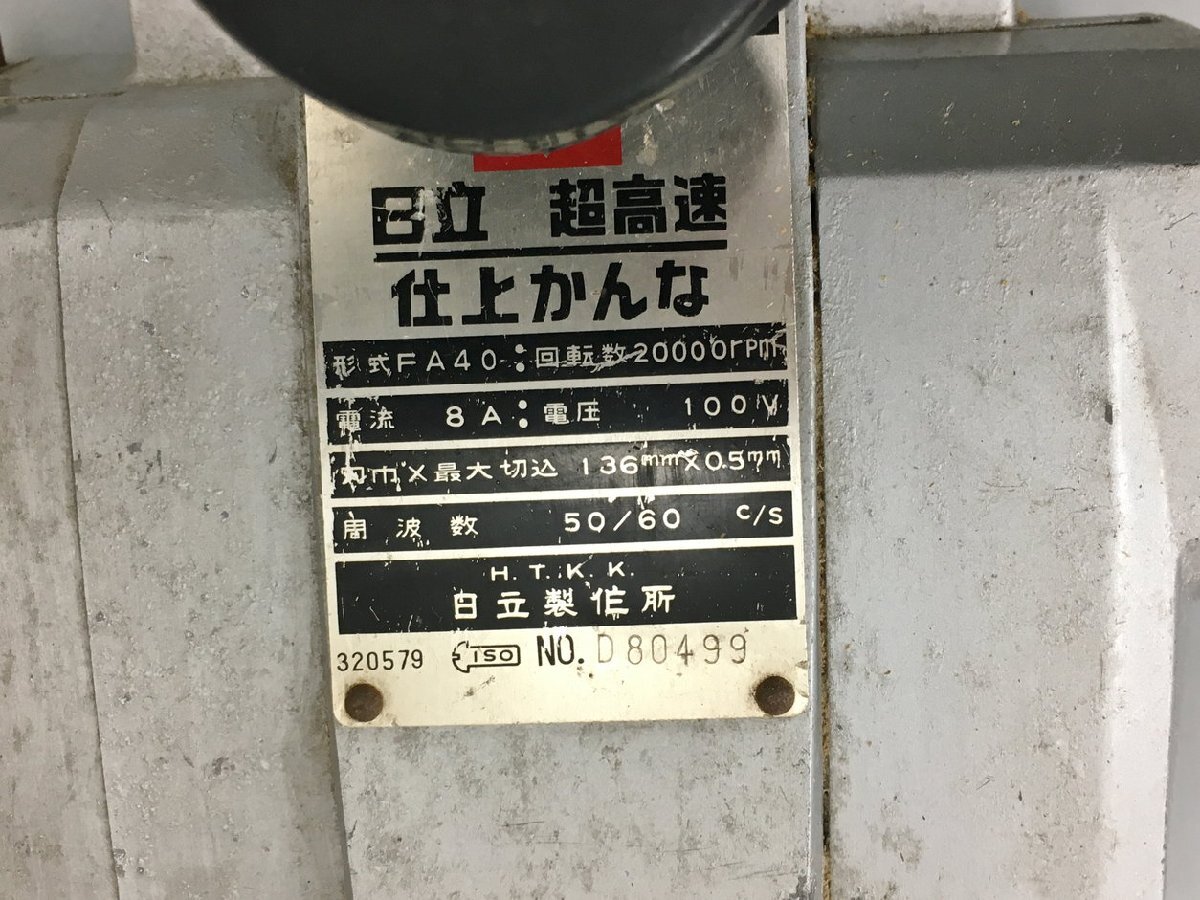 日立 超高速
仕上かんな
形式FA40:回転数20000rpm
電流 8A:電圧 100V
刃巾×最大切込 136mm×0.5mm
周波数 50/60 c/s
H.T.K.K.
日立製作所
320579 ISO NO. D80499